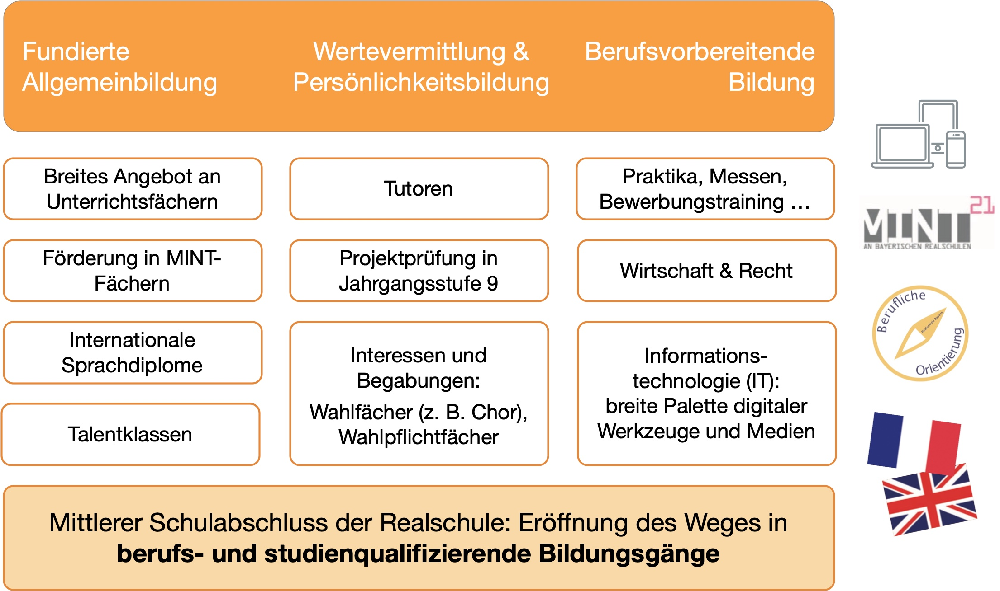 Fundierte
Allgemeinbildung
Wertevermittlung &
Persönlichkeitsbildung
Berufsvorbereitende
Bildung
Breites Angebot an
Unterrichtsfächern
Tutoren
Praktika, Messen,
Bewerbungstraining …
Förderung in MINT-
Fächern
Projektprüfung in
Jahrgangsstufe 9
Wirtschaft & Recht
Internationale
Sprachdiplome
Talentklassen
Interessen und
Begabungen:
Wahlfächer (z. B. Chor),
Wahlpflichtfächer
Informations-
technologie (IT):
breite Palette digitaler
Werkzeuge und Medien
Mittlerer Schulabschluss der Realschule: Eröffnung des Weges in
berufs- und studienqualifizierende Bildungsgänge
MINT21
AN BAYERISCHEN REALSCHULEN
Berufliche
Realschule Bayern
Orientierung